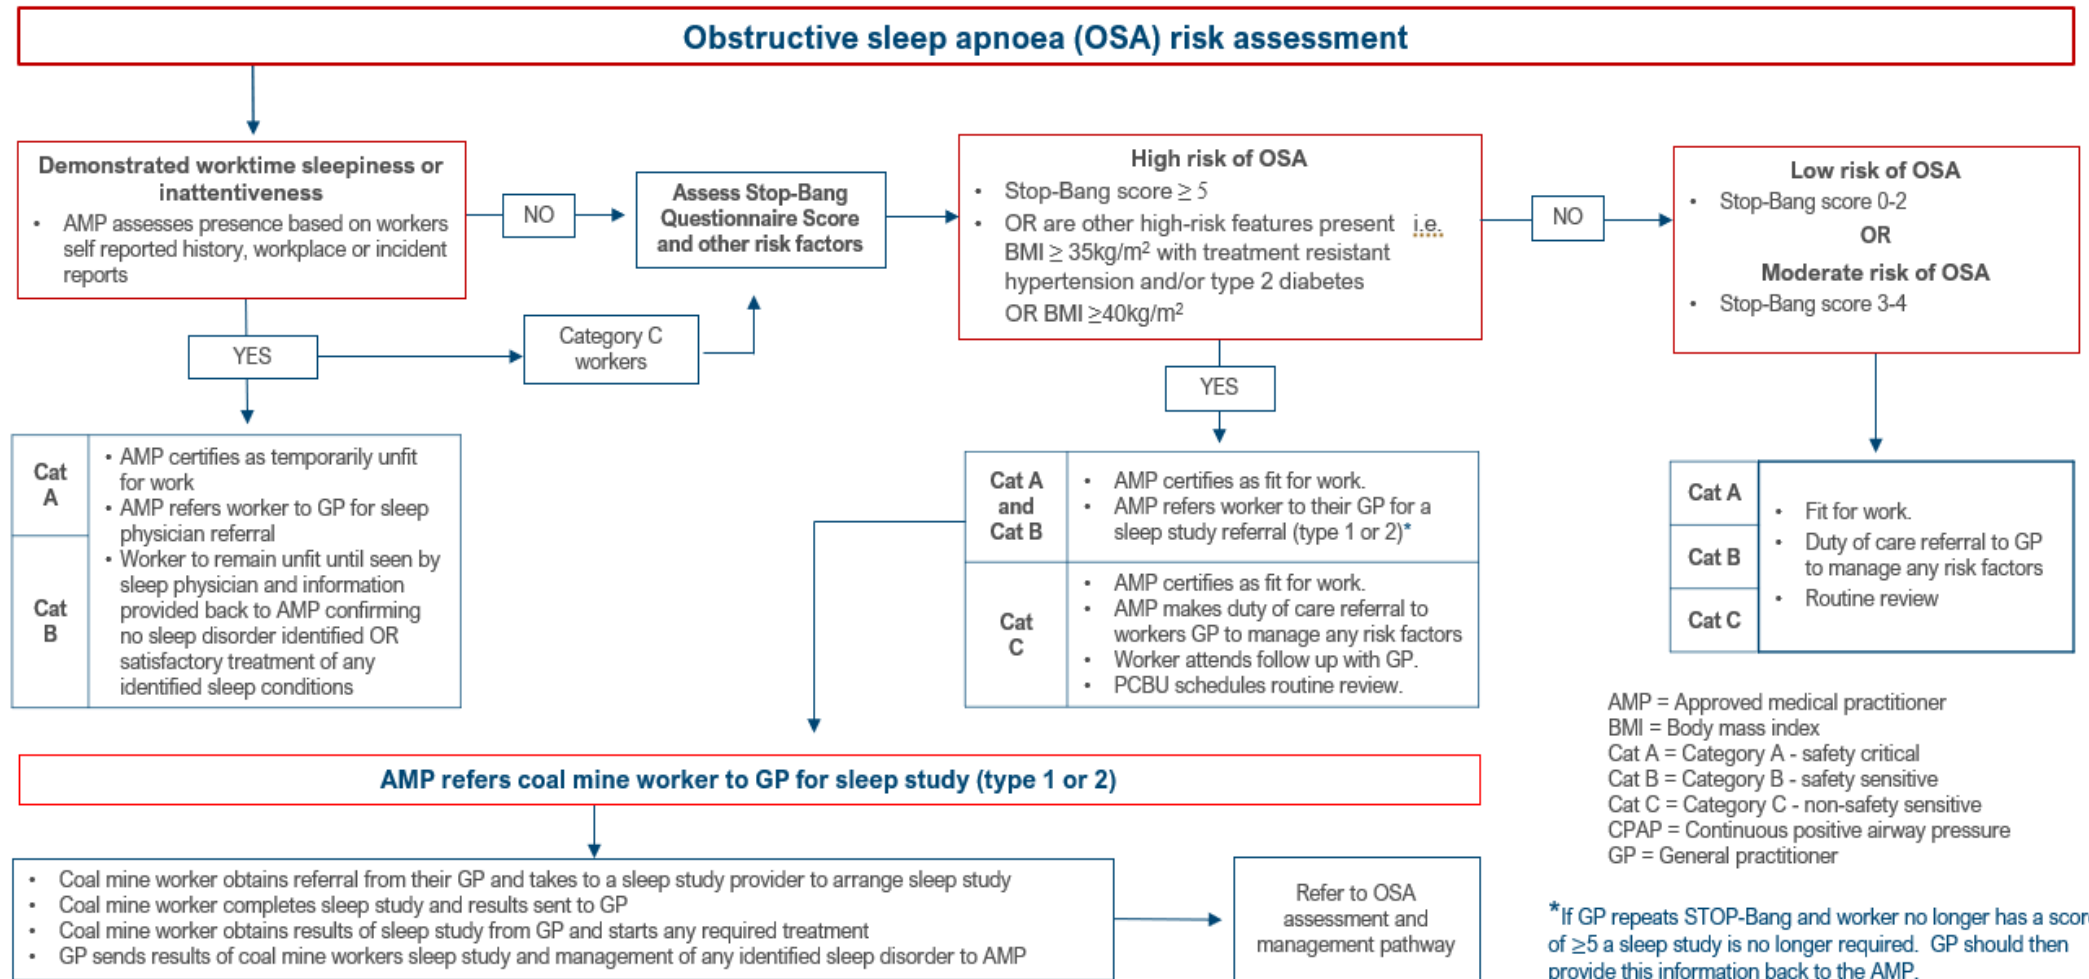 Obstructive sleep apnoea (OSA) risk assessment
Demonstrated worktime sleepiness or
inattentiveness
• AMP assesses presence based on workers
self reported history, workplace or incident
reports
NO
Assess Stop-Bang
Questionnaire Score
and other risk factors
High risk of OSA
• Stop-Bang score ≥ 5
• OR are other high-risk features present i.e.
BMI ≥ 35kg/m² with treatment resistant
hypertension and/or type 2 diabetes
OR BMI ≥40kg/m²
NO
Low risk of OSA
• Stop-Bang score 0-2
OR
Moderate risk of OSA
• Stop-Bang score 3-4
YES
Category C
workers
YES
Cat
A
Cat
B
• AMP certifies as temporarily unfit
for work
• AMP refers worker to GP for sleep
physician referral
• Worker to remain unfit until seen by
sleep physician and information
provided back to AMP confirming
no sleep disorder identified OR
satisfactory treatment of any
identified sleep conditions
Cat A
and
Cat B
• AMP certifies as fit for work.
• AMP refers worker to their GP for a
sleep study referral (type 1 or 2)*
Cat
C
• AMP certifies as fit for work.
• AMP makes duty of care referral to
workers GP to manage any risk factors
• Worker attends follow up with GP.
• PCBU schedules routine review.
Cat A
Cat B
Cat C
• Fit for work.
• Duty of care referral to GP
to manage any risk factors
• Routine review
AMP refers coal mine worker to GP for sleep study (type 1 or 2)
• Coal mine worker obtains referral from their GP and takes to a sleep study provider to arrange sleep study
• Coal mine worker completes sleep study and results sent to GP
• Coal mine worker obtains results of sleep study from GP and starts any required treatment
• GP sends results of coal mine workers sleep study and management of any identified sleep disorder to AMP
Refer to OSA
assessment and
management pathway
AMP = Approved medical practitioner
BMI = Body mass index
Cat A = Category A - safety critical
Cat B = Category B - safety sensitive
Cat C = Category C - non-safety sensitive
CPAP = Continuous positive airway pressure
GP = General practitioner
*If GP repeats STOP-Bang and worker no longer has a score
of ≥5 a sleep study is no longer required. GP should then
provide this information back to the AMP.